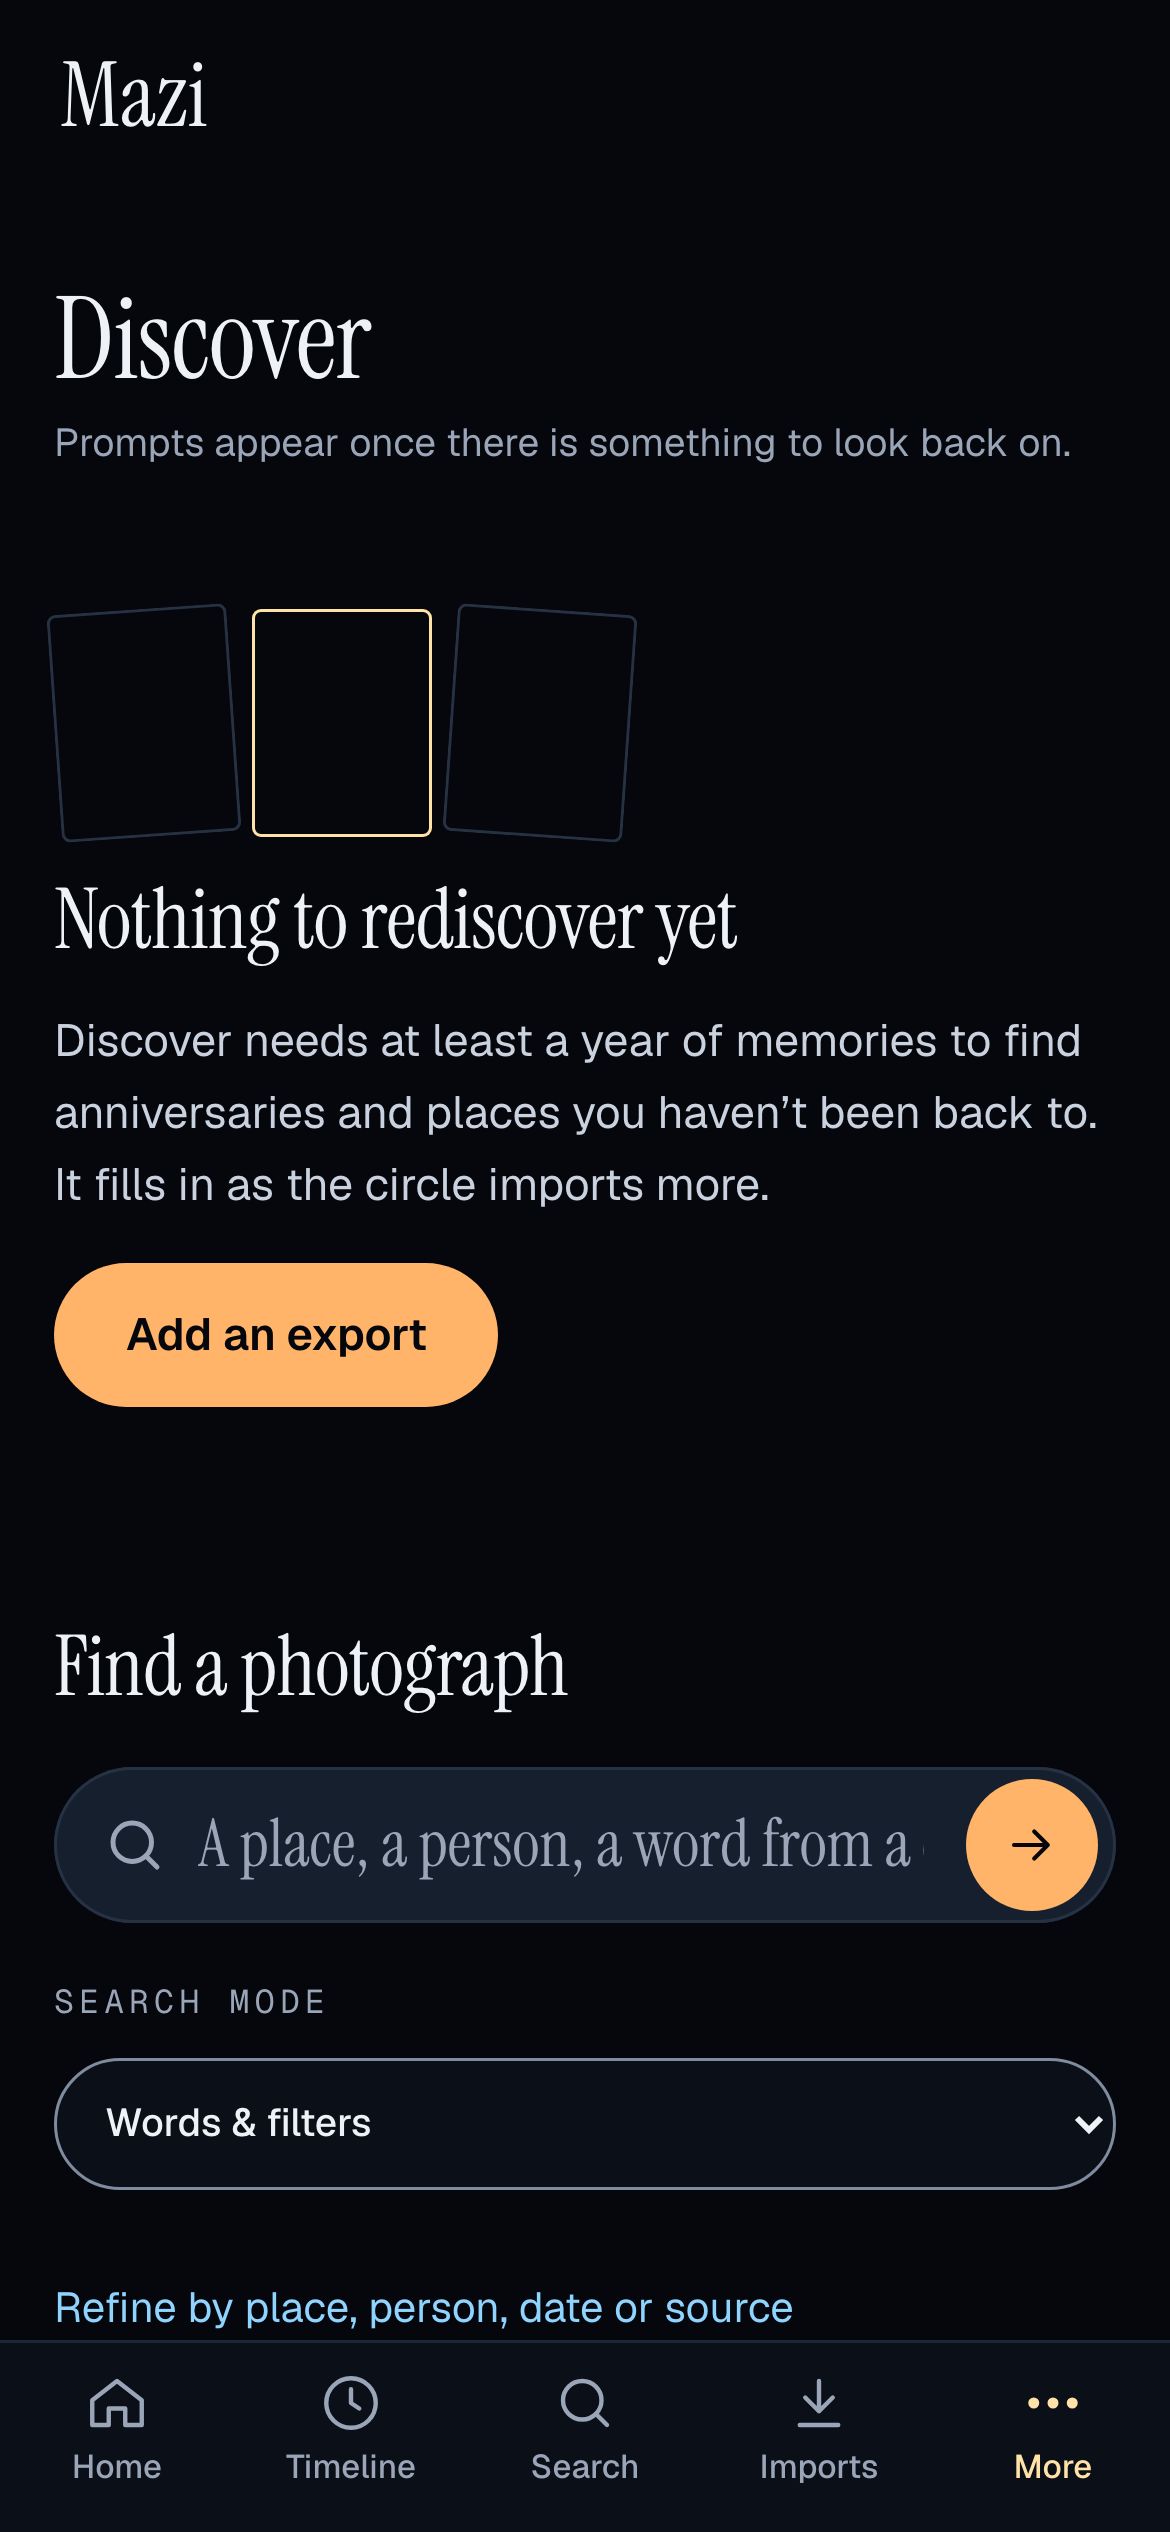 Mazi
Discover
Prompts appear once there is something to look back on.
Nothing to rediscover yet
Discover needs at least a year of memories to find
anniversaries and places you haven’t been back to.
It fills in as the circle imports more.
Add an export
Find a photograph
A place, a person, a word from a
SEARCH MODE
Words & filters
Refine by place, person, date or source
Home
Timeline
Search
Imports
More